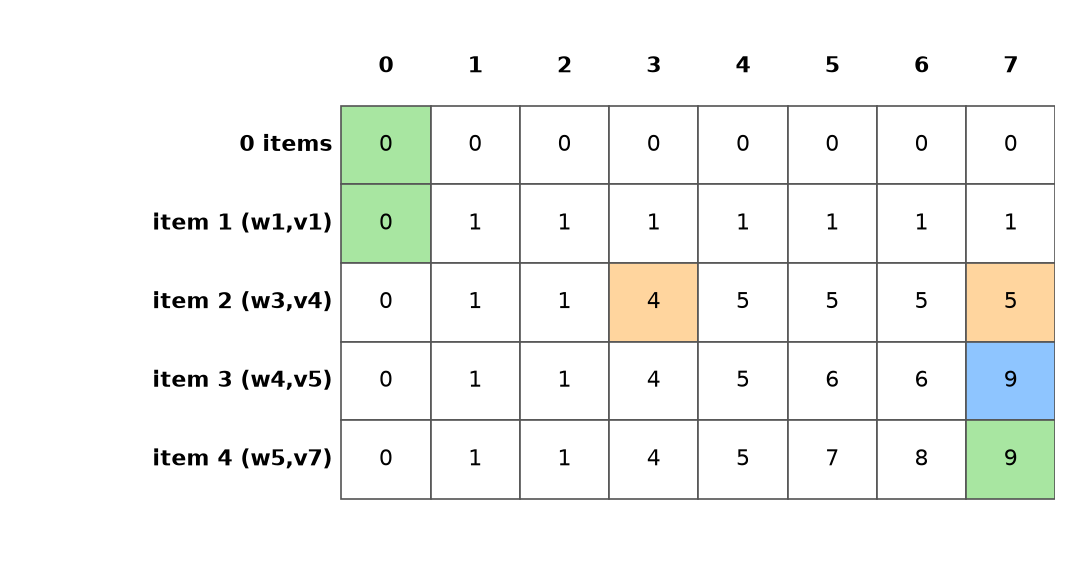 0 1 2 3 4 5 6 7
0 items 0 0 0 0 0 0 0 0
item 1 (w1,v1) 0 1 1 1 1 1 1 1
item 2 (w3,v4) 0 1 1 4 5 5 5 5
item 3 (w4,v5) 0 1 1 4 5 6 6 9
item 4 (w5,v7) 0 1 1 4 5 7 8 9